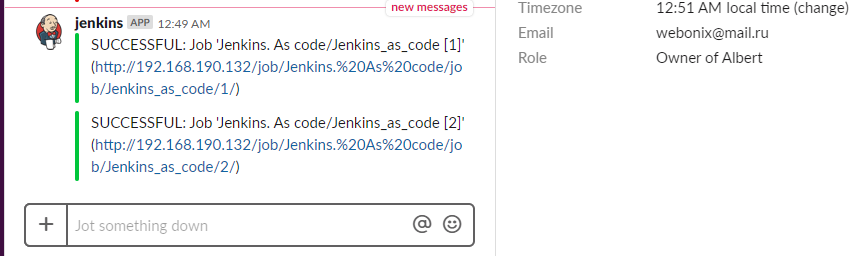 new messages
jenkins APP 12:49 AM
SUCCESSFUL: Job 'Jenkins. As code/Jenkins_as_code [1]'
(http://192.168.190.132/job/Jenkins.%20As%20code/jo
b/Jenkins_as_code/1/)
SUCCESSFUL: Job 'Jenkins. As code/Jenkins_as_code [2]'
(http://192.168.190.132/job/Jenkins.%20As%20code/jo
b/Jenkins_as_code/2/)
+ Jot something down @
Timezone 12:51 AM local time (change)
Email webonix@mail.ru
Role Owner of Albert